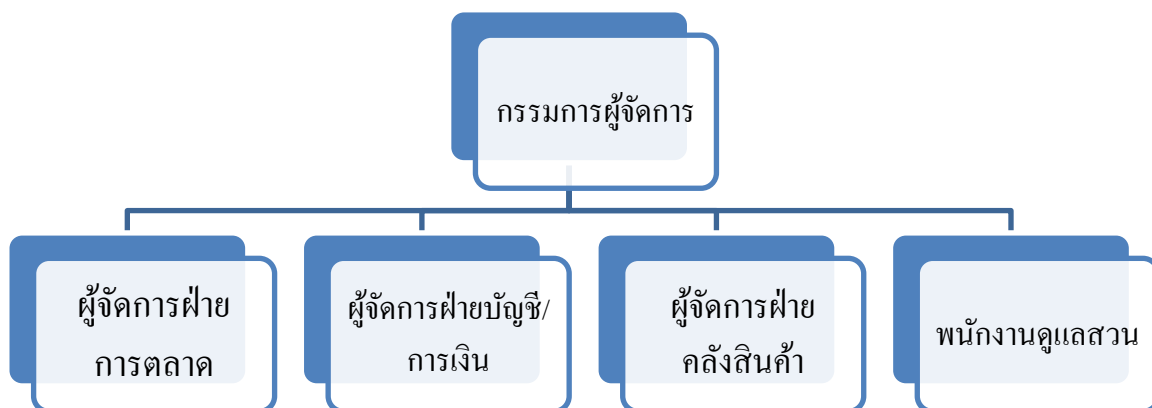 กรรมการผู้จัดการ
ผู้จัดการฝ่าย
การตลาด
ผู้จัดการฝ่ายบัญชี/
การเงิน
ผู้จัดการฝ่าย
คลังสินค้า
พนักงานดูแลสวน